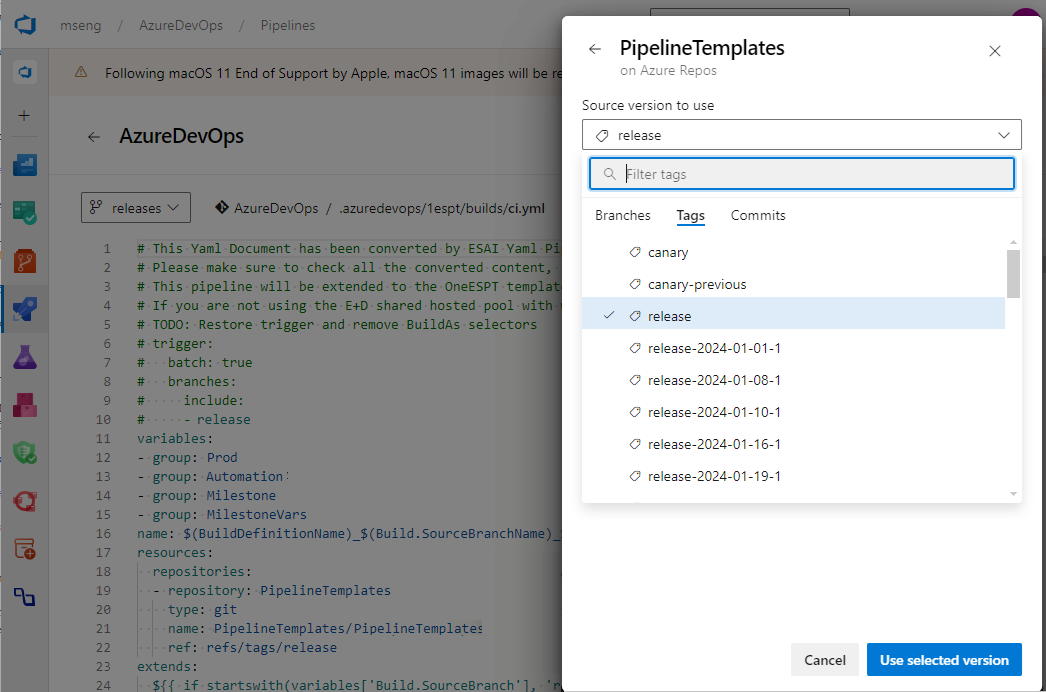 mseng / AzureDevOps / Pipelines
Following macOS 11 End of Support by Apple, macOS 11 images will be re
AzureDevOps
releases
AzureDevOps / .azuredevops/1espt/builds/ci.yml
1 # This Yaml Document has been converted by ESAI Yaml Pi
2 # Please make sure to check all the converted content,
3 # This pipeline will be extended to the OneESPT template
4 # If you are not using the E+D shared hosted pool with
5 # TODO: Restore trigger and remove BuildAs selectors
6 # trigger:
7 #   batch: true
8 #   branches:
9 #     include:
10 #     - release
11 variables:
12 - group: Prod
13 - group: Automation
14 - group: Milestone
15 - group: MilestoneVars
16 name: $(BuildDefinitionName)_$(Build.SourceBranchName)_
17 resources:
18   repositories:
19   - repository: PipelineTemplates
20     type: git
21     name: PipelineTemplates/PipelineTemplates
22     ref: refs/tags/release
23 extends:
24   ${{ if startswith(variables['Build.SourceBranch'], 'r
PipelineTemplates
on Azure Repos
Source version to use
release
Filter tags
Branches Tags Commits
canary
canary-previous
release
release-2024-01-01-1
release-2024-01-08-1
release-2024-01-10-1
release-2024-01-16-1
release-2024-01-19-1
Cancel Use selected version